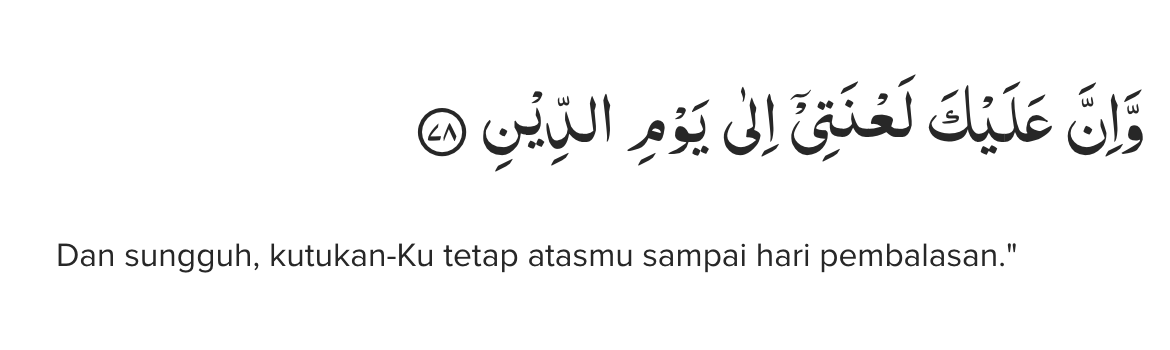 وَّاِنَّ عَلَيْكَ لَعْنَتِيْٓ اِلٰى يَوْمِ الدِّيْنِ ٧٨
Dan sungguh, kutukan-Ku tetap atasmu sampai hari pembalasan."